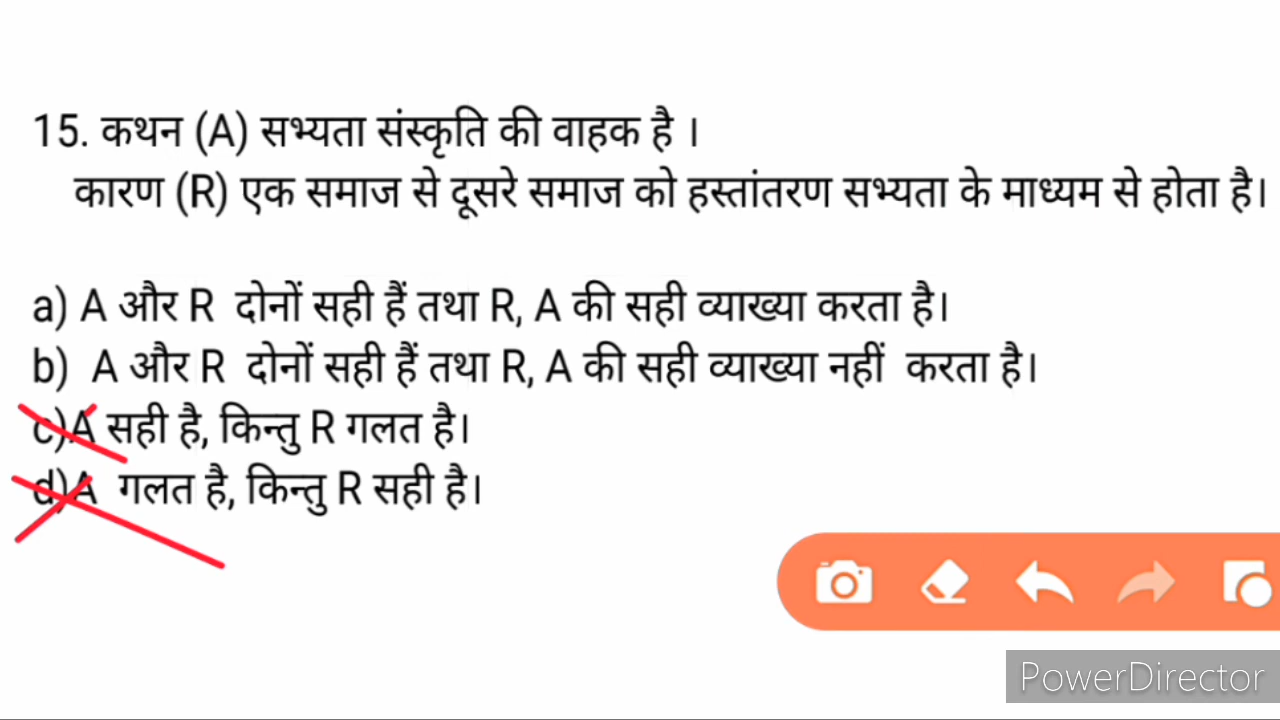 15. कथन (A) सभ्यता संस्कृति की वाहक है ।
कारण (R) एक समाज से दूसरे समाज को हस्तांतरण सभ्यता के माध्यम से होता है।
a) A और R दोनों सही हैं तथा R, A की सही व्याख्या करता है।
b) A और R दोनों सही हैं तथा R, A की सही व्याख्या नहीं करता है।
c)A सही है, किन्तु R गलत है।
d)A गलत है, किन्तु R सही है।
PowerDirector